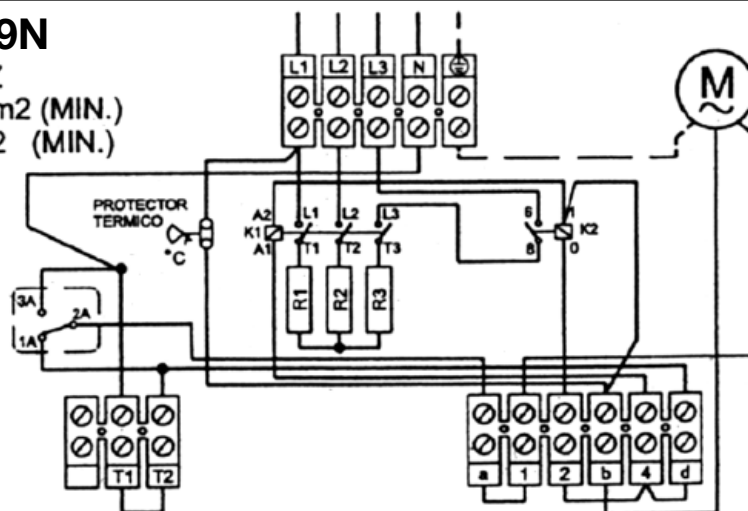 9N
m2 (MIN.)
2 (MIN.)
L1 L2 L3 N
M
~
PROTECTOR
TERMICO
°C
A2 L1 L2 L3 6 1
K1 K2
A1 T1 T2 T3 8 0
R1 R2 R3
3A
2A
1A
T1 T2
a 1 2 b 4 d